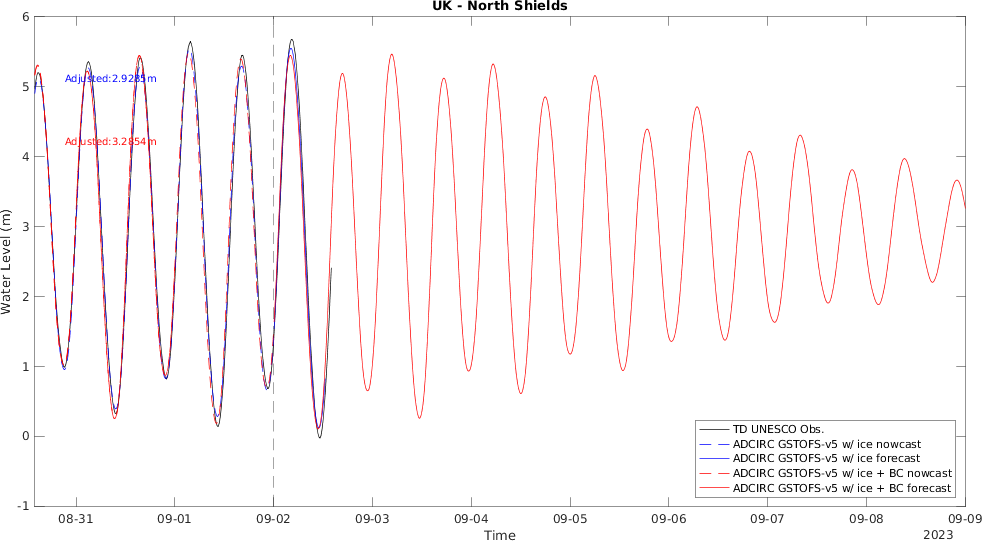 UK - North Shields
6
5
4
3
2
1
0
-1
Water Level (m)
Adjusted:2.9285m
Adjusted:3.2854m
TD UNESCO Obs.
ADCIRC GSTOFS-v5 w/ ice nowcast
ADCIRC GSTOFS-v5 w/ ice forecast
ADCIRC GSTOFS-v5 w/ ice + BC nowcast
ADCIRC GSTOFS-v5 w/ ice + BC forecast
08-31 09-01 09-02 09-03 09-04 09-05 09-06 09-07 09-08 09-09
Time
2023